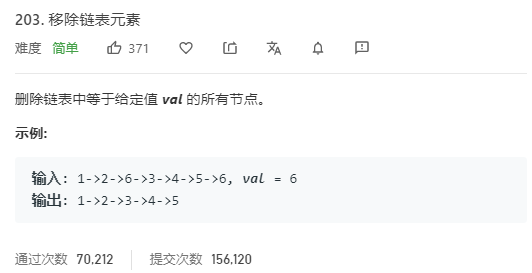 203. 移除链表元素
难度 简单 371
删除链表中等于给定值 val 的所有节点。
示例:
输入: 1->2->6->3->4->5->6, val = 6
输出: 1->2->3->4->5
通过次数 70,212 提交次数 156,120